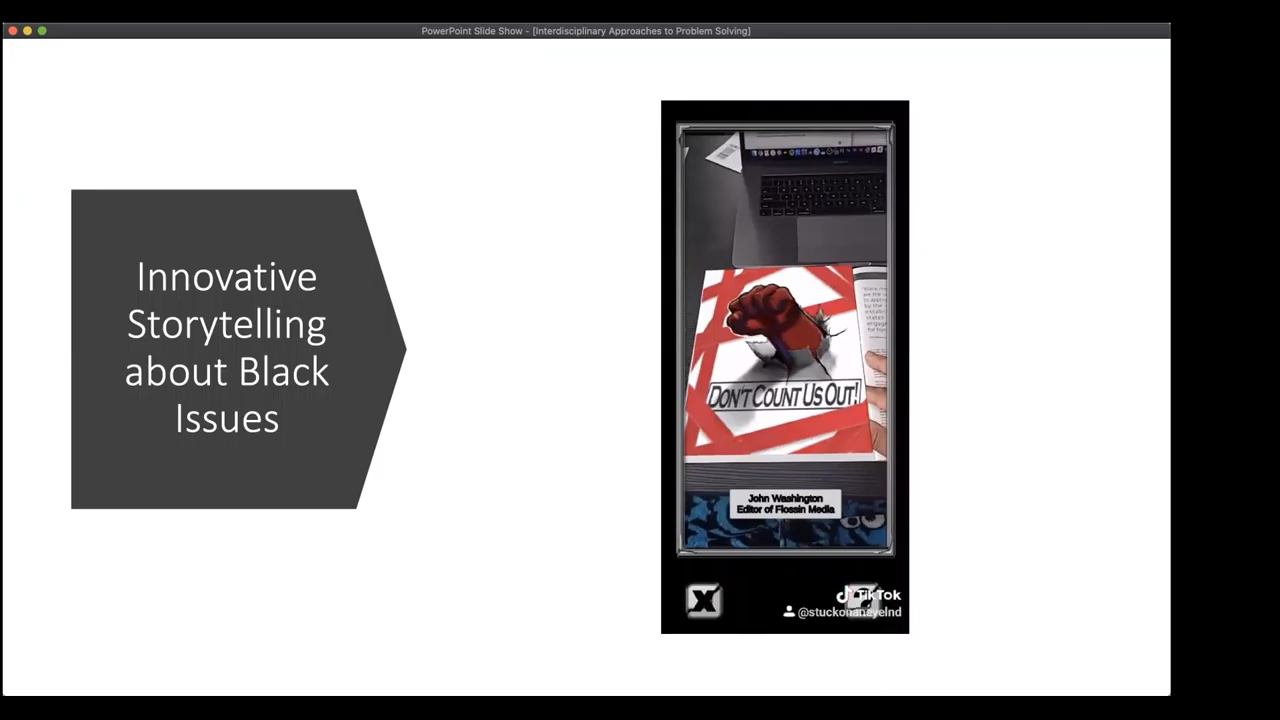 PowerPoint Slide Show - [Interdisciplinary Approaches to Problem Solving]
Innovative
Storytelling
about Black
Issues
DON'T COUNT US OUT!
John Washington
Editor of Flossin Media
X
TikTok
@stuckonaneyelnd